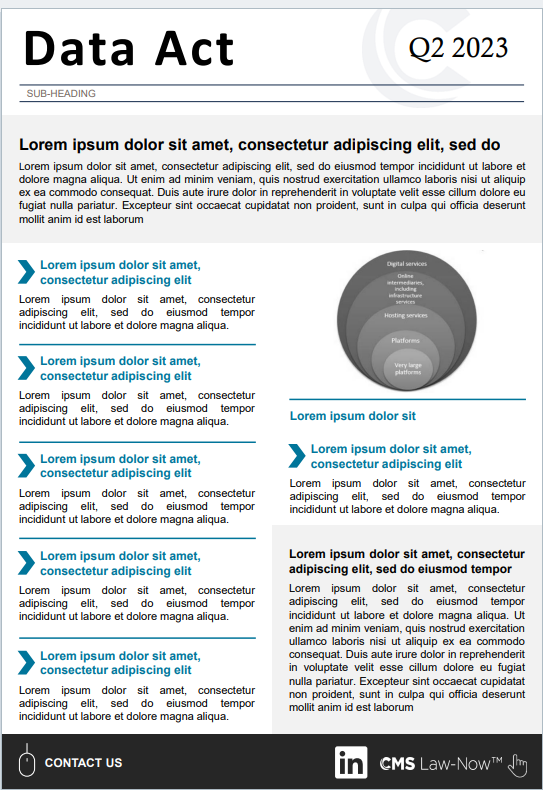 Data Act
Q2 2023
SUB-HEADING
Lorem ipsum dolor sit amet, consectetur adipiscing elit, sed do
Lorem ipsum dolor sit amet, consectetur adipiscing elit, sed do eiusmod tempor incididunt ut labore et
dolore magna aliqua. Ut enim ad minim veniam, quis nostrud exercitation ullamco laboris nisi ut aliquip
ex ea commodo consequat. Duis aute irure dolor in reprehenderit in voluptate velit esse cillum dolore eu
fugiat nulla pariatur. Excepteur sint occaecat cupidatat non proident, sunt in culpa qui officia deserunt
mollit anim id est laborum
Lorem ipsum dolor sit amet,
consectetur adipiscing elit
Lorem ipsum dolor sit amet, consectetur
adipiscing elit, sed do eiusmod tempor
incididunt ut labore et dolore magna aliqua.
Lorem ipsum dolor sit amet,
consectetur adipiscing elit
Lorem ipsum dolor sit amet, consectetur
adipiscing elit, sed do eiusmod tempor
incididunt ut labore et dolore magna aliqua.
Lorem ipsum dolor sit amet,
consectetur adipiscing elit
Lorem ipsum dolor sit amet, consectetur
adipiscing elit, sed do eiusmod tempor
incididunt ut labore et dolore magna aliqua.
Lorem ipsum dolor sit amet,
consectetur adipiscing elit
Lorem ipsum dolor sit amet, consectetur
adipiscing elit, sed do eiusmod tempor
incididunt ut labore et dolore magna aliqua.
Lorem ipsum dolor sit amet,
consectetur adipiscing elit
Lorem ipsum dolor sit amet, consectetur
adipiscing elit, sed do eiusmod tempor
incididunt ut labore et dolore magna aliqua.
Digital services
Online
intermediaries,
including
infrastructure
services
Hosting services
Platforms
Very large
platforms
Lorem ipsum dolor sit
Lorem ipsum dolor sit amet,
consectetur adipiscing elit
Lorem ipsum dolor sit amet, consectetur
adipiscing elit, sed do eiusmod tempor
incididunt ut labore et dolore magna aliqua.
Lorem ipsum dolor sit amet, consectetur
adipiscing elit, sed do eiusmod tempor
Lorem ipsum dolor sit amet, consectetur
adipiscing elit, sed do eiusmod tempor
incididunt ut labore et dolore magna aliqua. Ut
enim ad minim veniam, quis nostrud exercitation
ullamco laboris nisi ut aliquip ex ea commodo
consequat. Duis aute irure dolor in reprehenderit
in voluptate velit esse cillum dolore eu fugiat
nulla pariatur. Excepteur sint occaecat cupidatat
non proident, sunt in culpa qui officia deserunt
mollit anim id est laborum
CONTACT US
in
CMS Law-Now™